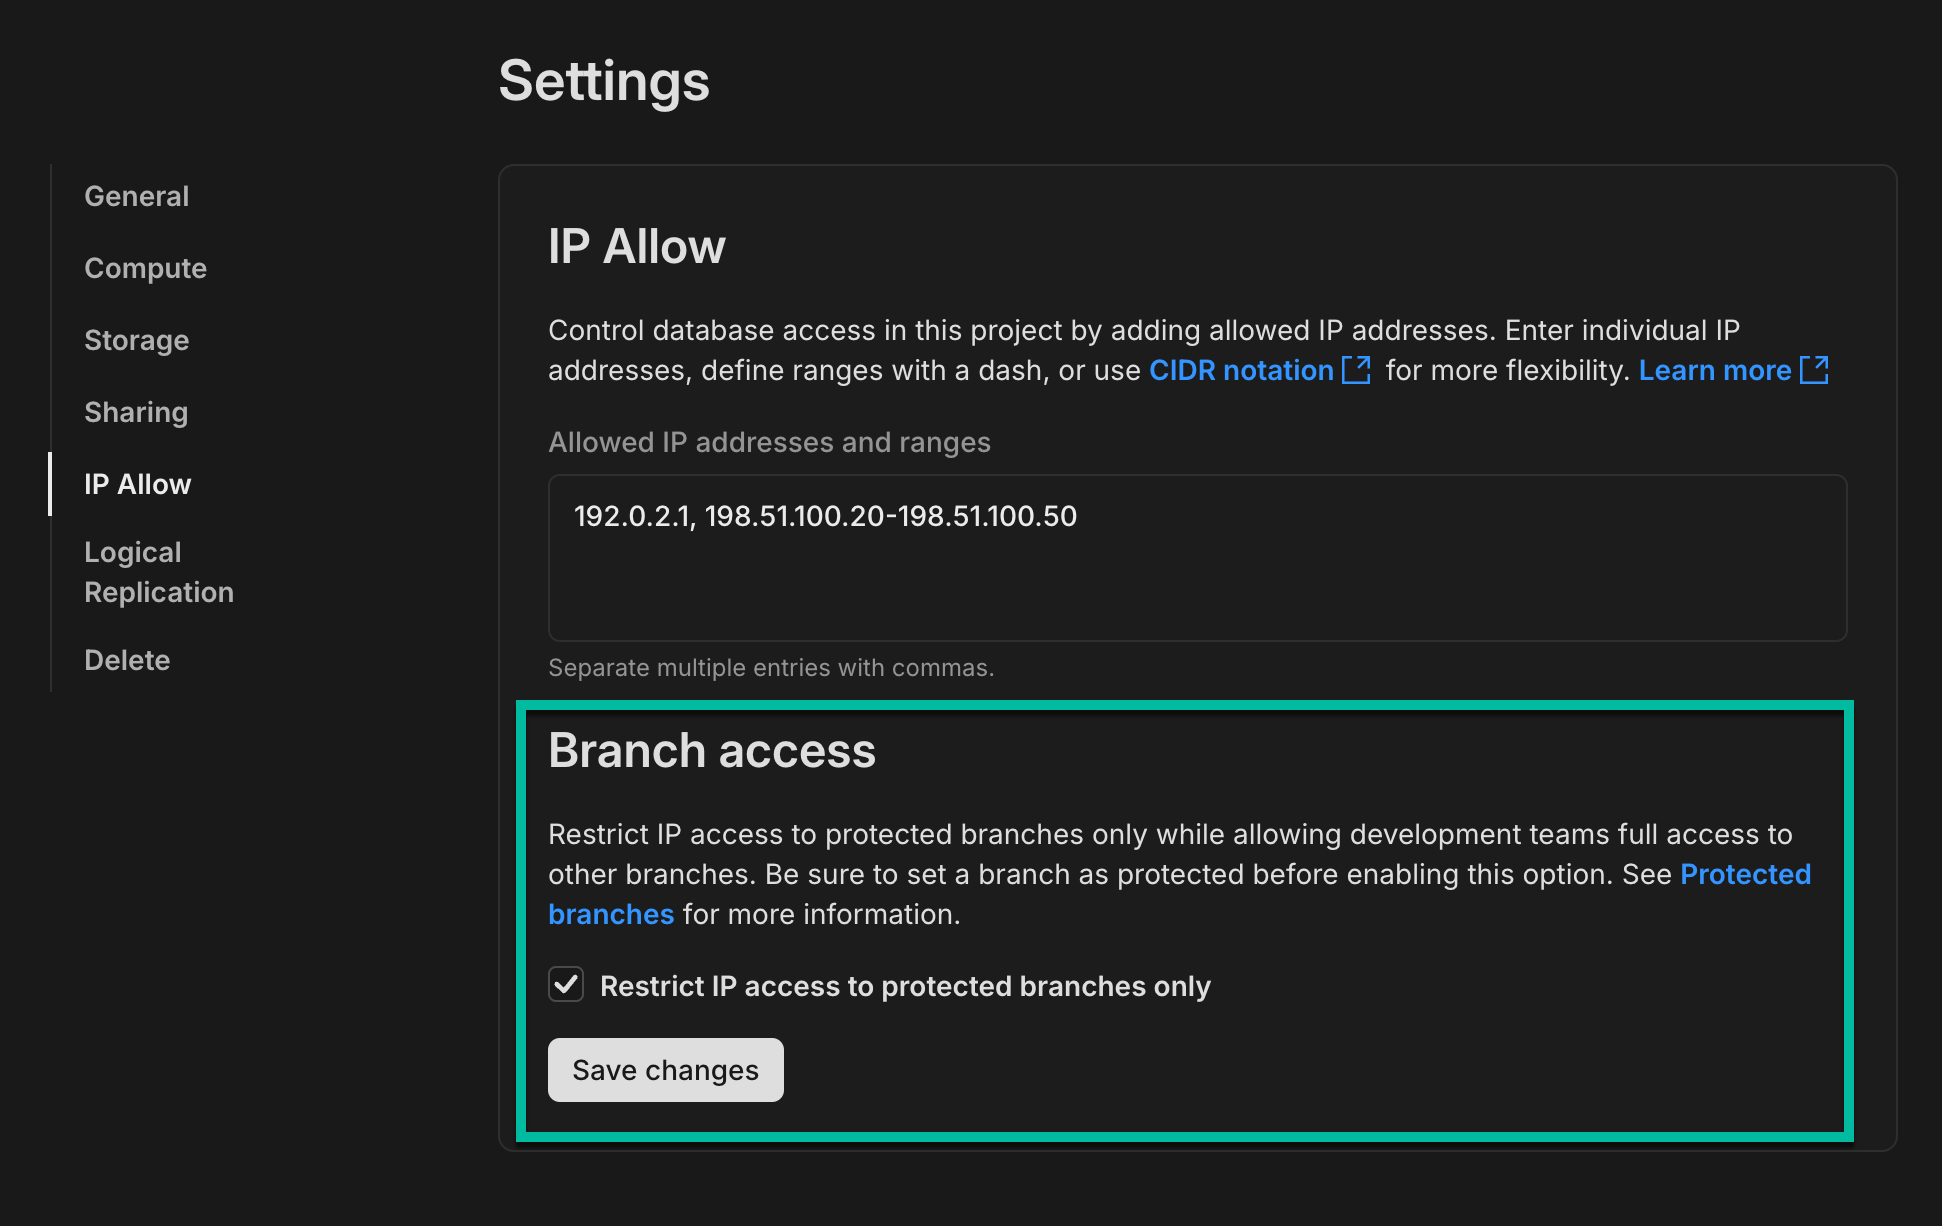 Settings
General
Compute
Storage
Sharing
IP Allow
Logical
Replication
Delete
IP Allow
Control database access in this project by adding allowed IP addresses. Enter individual IP
addresses, define ranges with a dash, or use CIDR notation for more flexibility. Learn more
Allowed IP addresses and ranges
192.0.2.1, 198.51.100.20-198.51.100.50
Separate multiple entries with commas.
Branch access
Restrict IP access to protected branches only while allowing development teams full access to
other branches. Be sure to set a branch as protected before enabling this option. See Protected
branches for more information.
Restrict IP access to protected branches only
Save changes